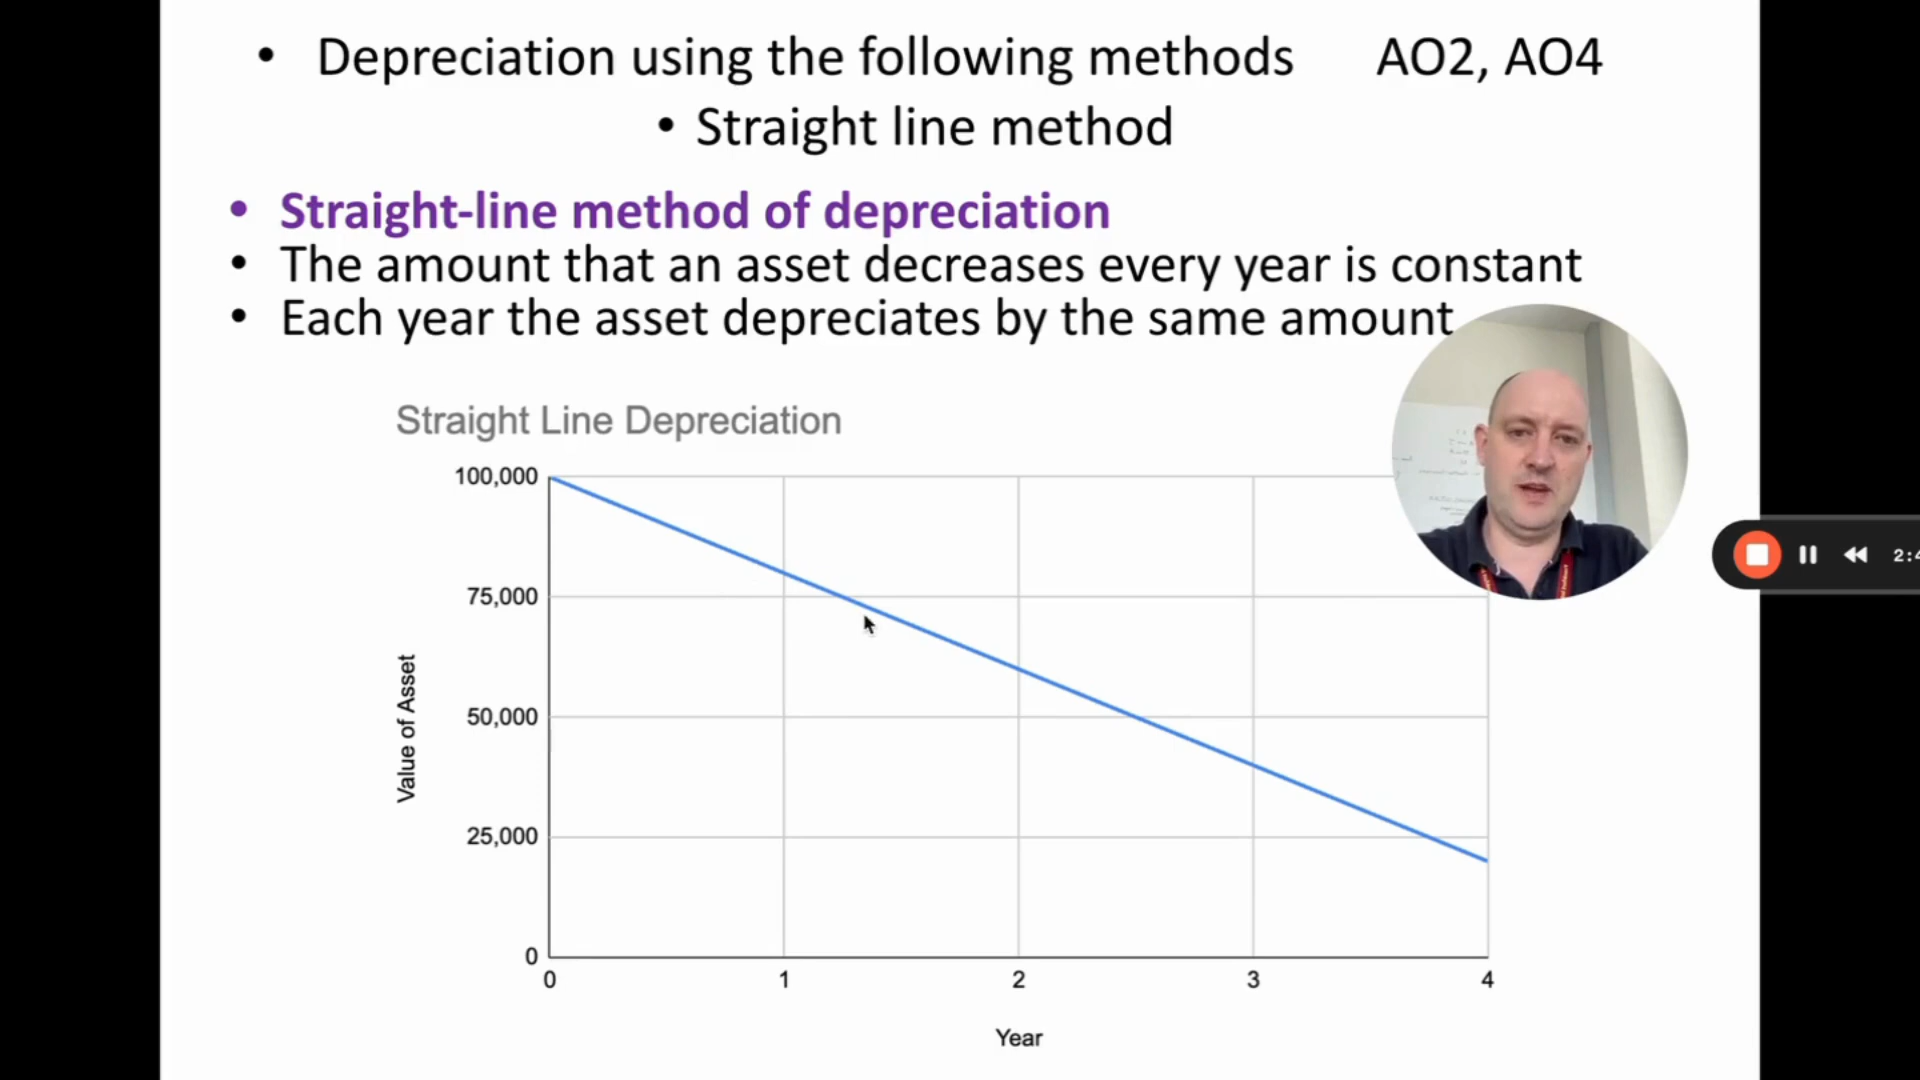 • Depreciation using the following methods AO2, AO4
• Straight line method
• Straight-line method of depreciation
• The amount that an asset decreases every year is constant
• Each year the asset depreciates by the same amount
Straight Line Depreciation
100,000
75,000
50,000
25,000
0
Value of Asset
0 1 2 3 4
Year